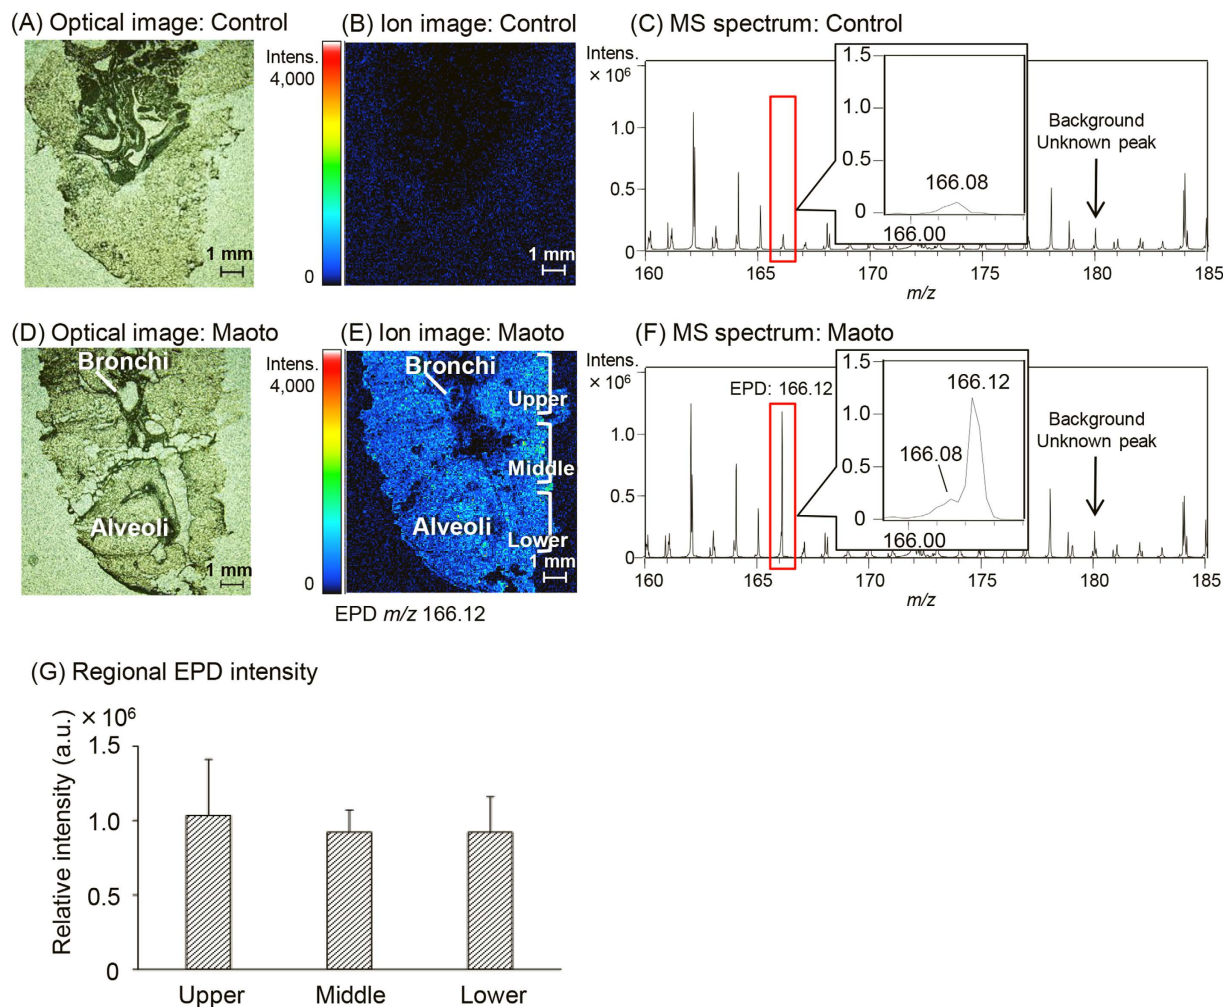 (A) Optical image: Control
1 mm
(B) Ion image: Control
Intens.
4,000
0
1 mm
(C) MS spectrum: Control
Intens.
× 10⁶
1.0
0.5
0
160
165
170
175
180
185
m/z
1.5
1.0
0.5
0
166.08
166.00
Background
Unknown peak
(D) Optical image: Maoto
Bronchi
Alveoli
1 mm
(E) Ion image: Maoto
Intens.
4,000
0
Bronchi
Upper
Middle
Alveoli
Lower
1 mm
EPD m/z 166.12
(F) MS spectrum: Maoto
Intens.
× 10⁶
1.0
0.5
0
160
165
170
175
180
185
m/z
EPD: 166.12
1.5
1.0
0.5
0
166.12
166.08
166.00
Background
Unknown peak
(G) Regional EPD intensity
× 10⁶
Relative intensity (a.u.)
1.5
1.0
0.5
0
Upper
Middle
Lower